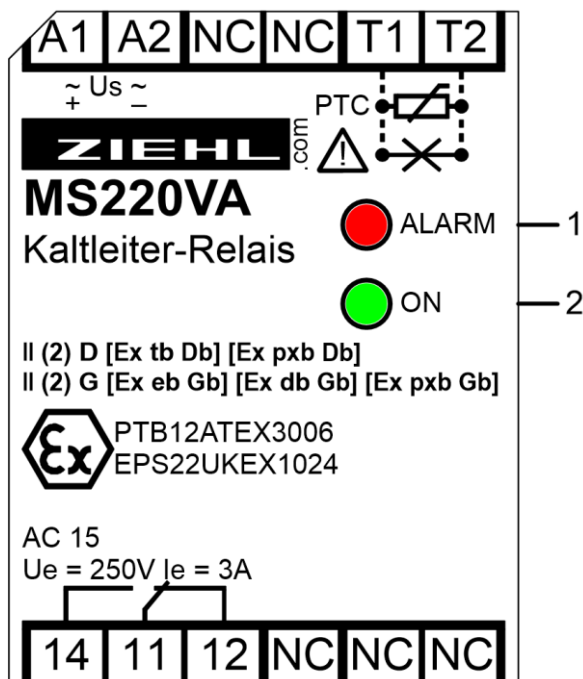 A1 A2 NC NC T1 T2
~ Us ~
+ –
PTC
ZIEHL .com
MS220VA
Kaltleiter-Relais
ALARM 1
ON 2
II (2) D [Ex tb Db] [Ex pxb Db]
II (2) G [Ex eb Gb] [Ex db Gb] [Ex pxb Gb]
Ex
PTB12ATEX3006
EPS22UKEX1024
AC 15
Ue = 250V Ie = 3A
14 11 12 NC NC NC